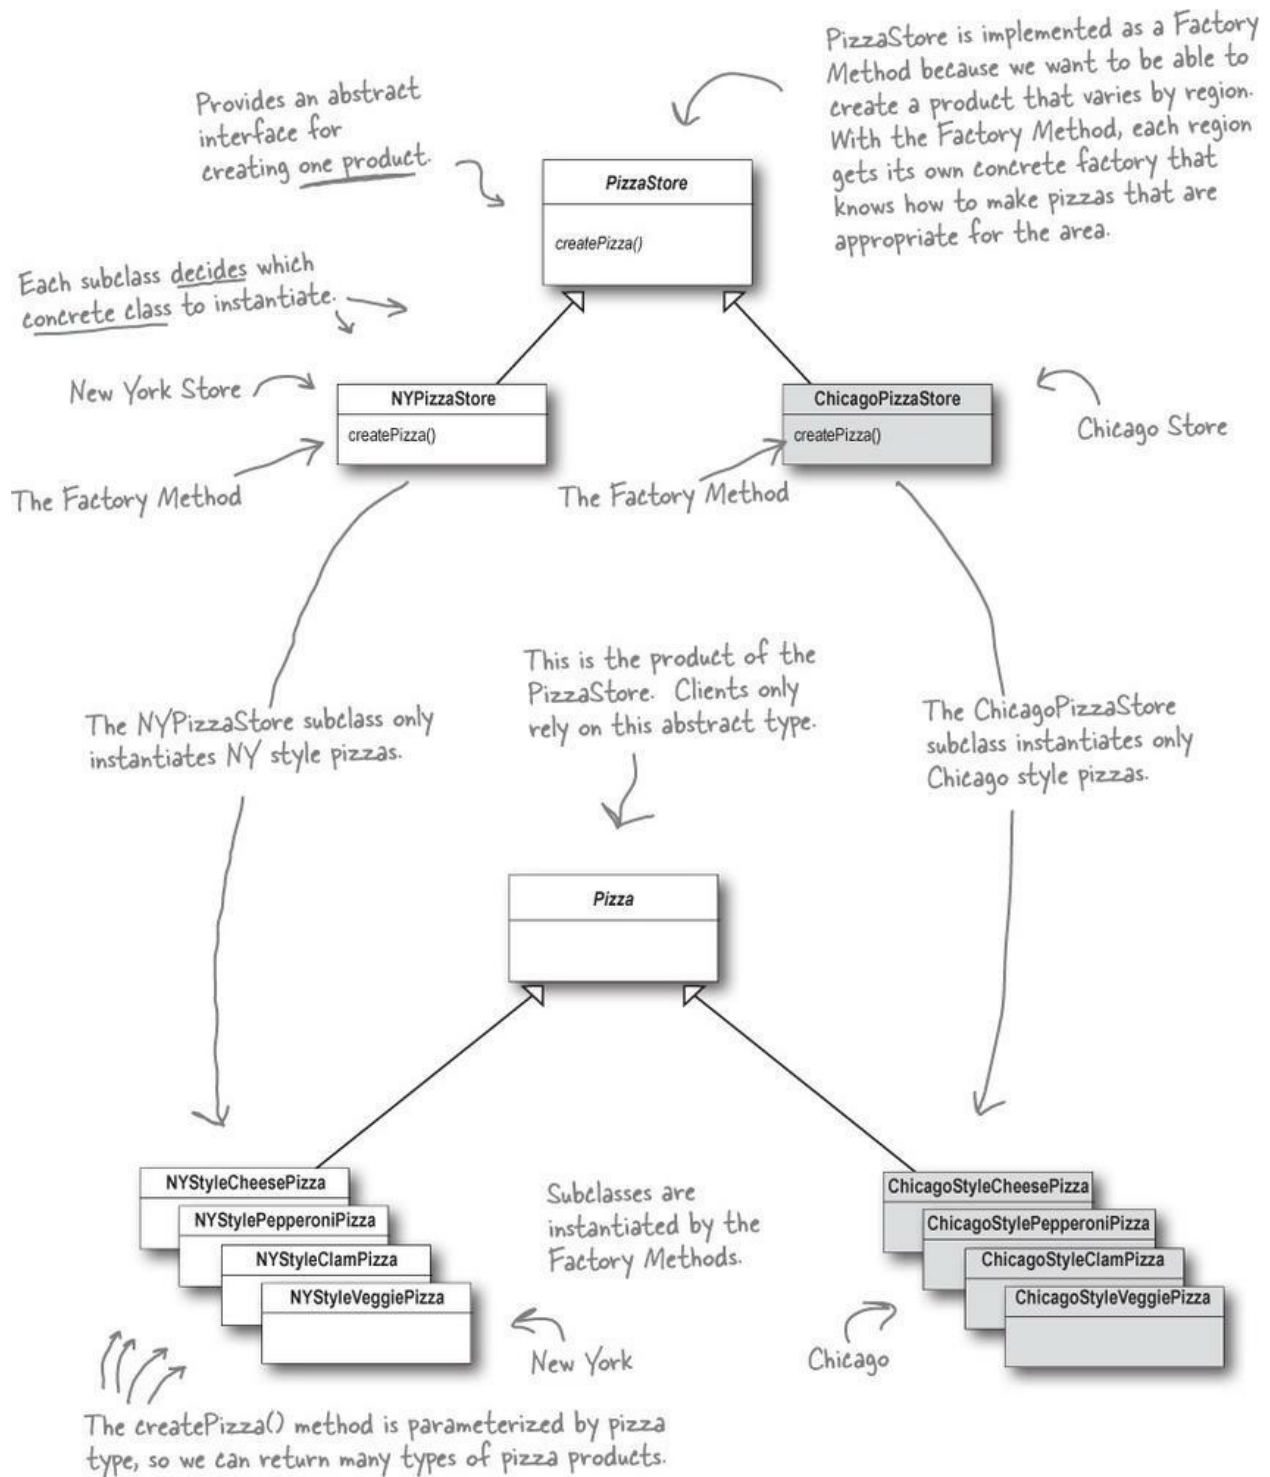 PizzaStore is implemented as a Factory
Method because we want to be able to
create a product that varies by region.
With the Factory Method, each region
gets its own concrete factory that
knows how to make pizzas that are
appropriate for the area.
Provides an abstract
interface for
creating one product.
PizzaStore
createPizza()
Each subclass decides which
concrete class to instantiate.
New York Store
NYPizzaStore
createPizza()
ChicagoPizzaStore
createPizza()
Chicago Store
The Factory Method
The Factory Method
This is the product of the
PizzaStore. Clients only
rely on this abstract type.
The NYPizzaStore subclass only
instantiates NY style pizzas.
The ChicagoPizzaStore
subclass instantiates only
Chicago style pizzas.
Pizza
NYStyleCheesePizza
NYStylePepperoniPizza
NYStyleClamPizza
NYStyleVeggiePizza
Subclasses are
instantiated by the
Factory Methods.
ChicagoStyleCheesePizza
ChicagoStylePepperoniPizza
ChicagoStyleClamPizza
ChicagoStyleVeggiePizza
New York
Chicago
The createPizza() method is parameterized by pizza
type, so we can return many types of pizza products.